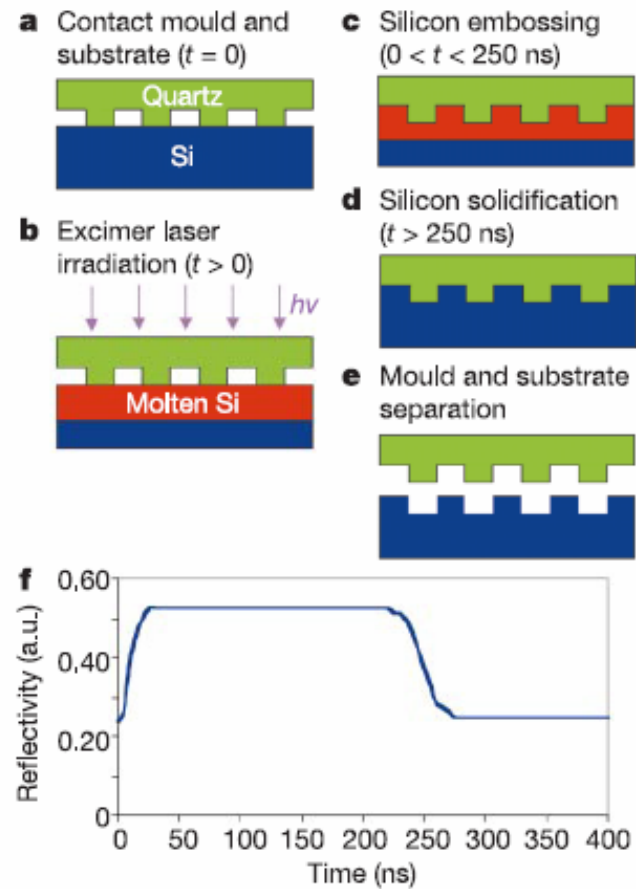 a Contact mould and
substrate (t = 0)
Quartz
Si
b Excimer laser
irradiation (t > 0)
hν
Molten Si
c Silicon embossing
(0 < t < 250 ns)
d Silicon solidification
(t > 250 ns)
e Mould and substrate
separation
f
Reflectivity (a.u.)
0,60
0,40
0,20
0
0 50 100 150 200 250 300 350 400
Time (ns)